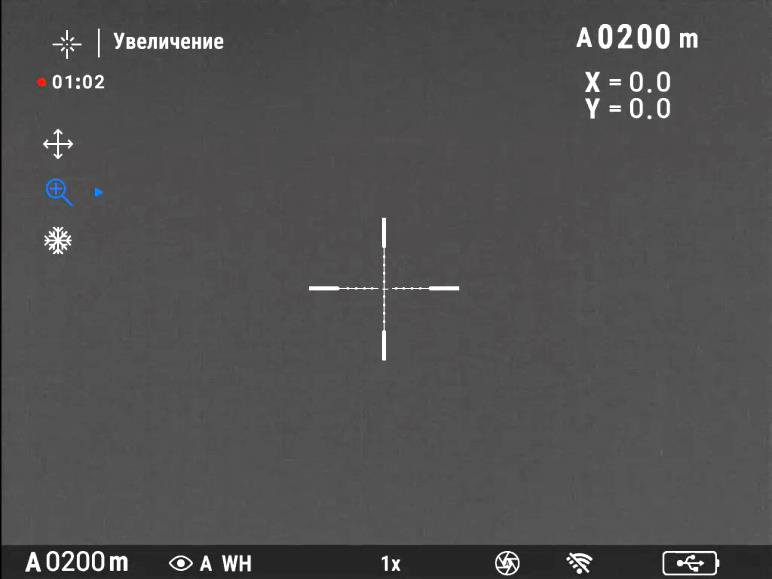 Увеличение
A0200 m
01:02
X = 0.0
Y = 0.0
A0200m A WH 1x